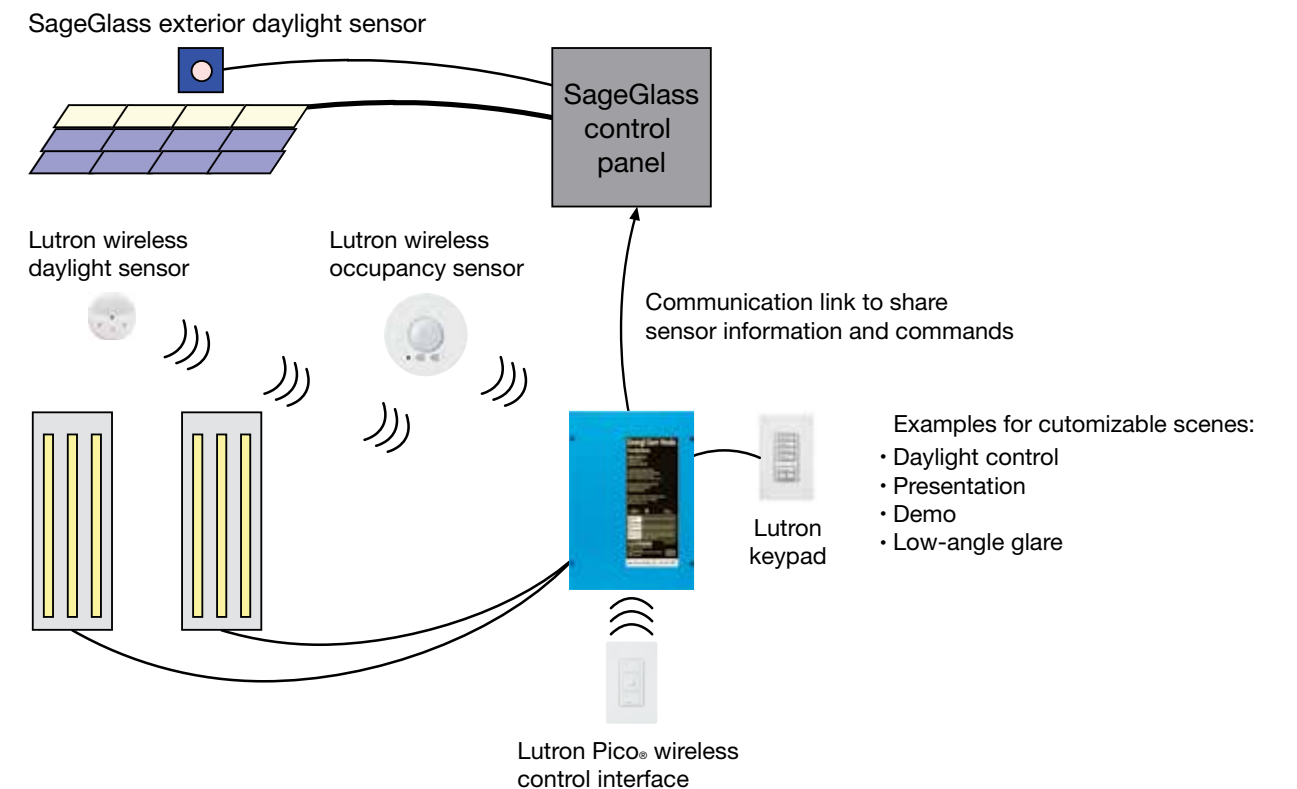 SageGlass exterior daylight sensor
SageGlass
control
panel
Lutron wireless
daylight sensor
Lutron wireless
occupancy sensor
Communication link to share
sensor information and commands
Examples for cutomizable scenes:
• Daylight control
• Presentation
• Demo
• Low-angle glare
Lutron
keypad
Lutron Pico® wireless
control interface